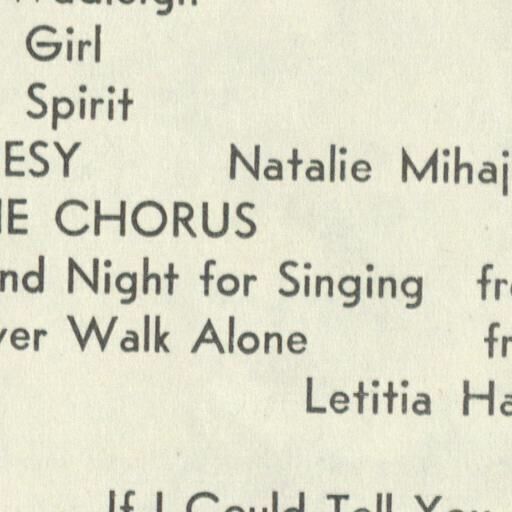 Girl
Spirit
ESY Natalie Mihaj
E CHORUS
nd Night for Singing fr
ver Walk Alone fr
Letitia Ha
If I Could Tell You